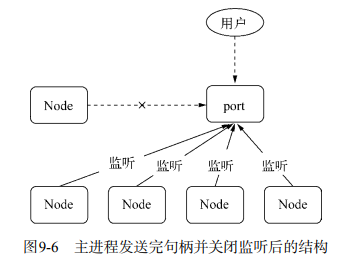 用户
Node
port
监听 监听 监听 监听
Node Node Node Node
图9-6 主进程发送完句柄并关闭监听后的结构